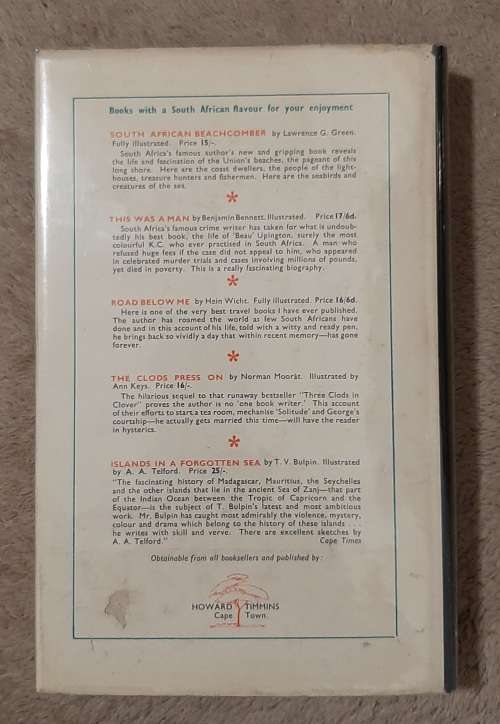 Books with a South African flavour for your enjoyment
SOUTH AFRICAN BEACHCOMBER by Lawrence G. Green.
Fully illustrated. Price 15/-.
South Africa's famous author's new and gripping book reveals
the life and fascination of the Union's beaches, the pageant of this
long shore. Here are the coast dwellers, the people of the light-
houses, treasure hunters and fishermen. Here are the seabirds and
creatures of the sea.
*
THIS WAS A MAN by Benjamin Bennett. Illustrated. Price 17/6d.
South Africa's famous crime writer has taken for what is undoub-
tedly his best book, the life of 'Beau' Upington, surely the most
colourful K.C. who ever practised in South Africa. A man who
refused huge fees if the case did not appeal to him, who appeared
in celebrated murder trials and cases involving millions of pounds,
yet died in poverty. This is a really fascinating biography.
*
ROAD BELOW ME by Hein Wicht. Fully illustrated. Price 16/6d.
Here is one of the very best travel books I have ever published.
The author has roamed the world as few South Africans have
done and in this account of his life, told with a witty and ready pen,
he brings back so vividly a day that within recent memory—has gone
forever.
*
THE CLODS PRESS ON by Norman Moorat. Illustrated by
Ann Keys. Price 16/-.
The hilarious sequel to that runaway bestseller "Three Clods in
Clover" proves the author is no 'one book writer.' This account
of their efforts to start a tea room, mechanise 'Solitude' and George's
courtship—he actually gets married this time—will have the reader
in hysterics.
*
ISLANDS IN A FORGOTTEN SEA by T. V. Bulpin. Illustrated
by A. A. Telford. Price 25/-.
"The fascinating history of Madagascar, Mauritius, the Seychelles
and the other islands that lie in the ancient Sea of Zanj—that part
of the Indian Ocean between the Tropic of Capricorn and the
Equator—is the subject of T. Bulpin's latest and most ambitious
work. Mr. Bulpin has caught most admirably the violence, mystery,
colour and drama which belong to the history of these islands . . .
he writes with skill and verve. There are excellent sketches by
A. A. Telford." Cape Times
Obtainable from all booksellers and published by:
HOWARD TIMMINS
Cape Town.